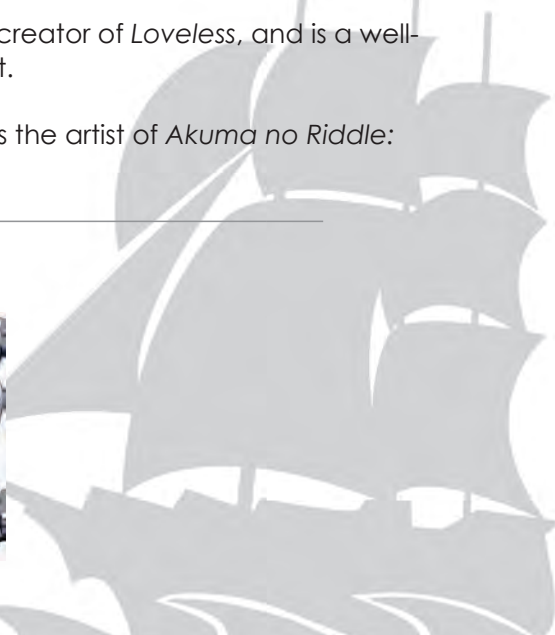 creator of Loveless, and is a well-
t.
s the artist of Akuma no Riddle: